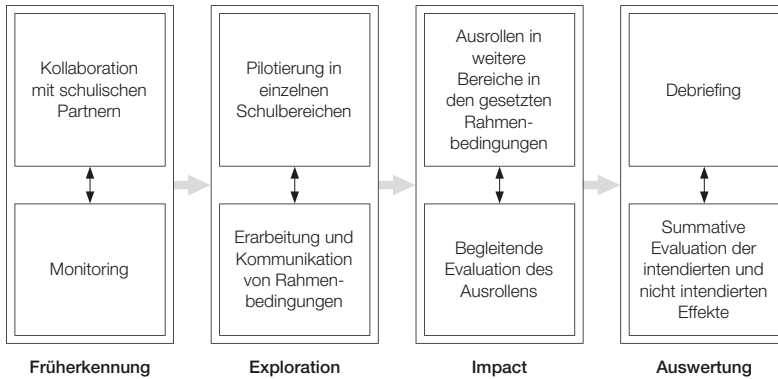 Kollaboration
mit schulischen
Partnern
Monitoring
Früherkennung
Pilotierung in
einzelnen
Schulbereichen
Erarbeitung und
Kommunikation
von Rahmen-
bedingungen
Exploration
Ausrollen in
weitere
Bereiche in
den gesetzten
Rahmen-
bedingungen
Begleitende
Evaluation des
Ausrollens
Impact
Debriefing
Summative
Evaluation der
intendierten und
nicht intendierten
Effekte
Auswertung